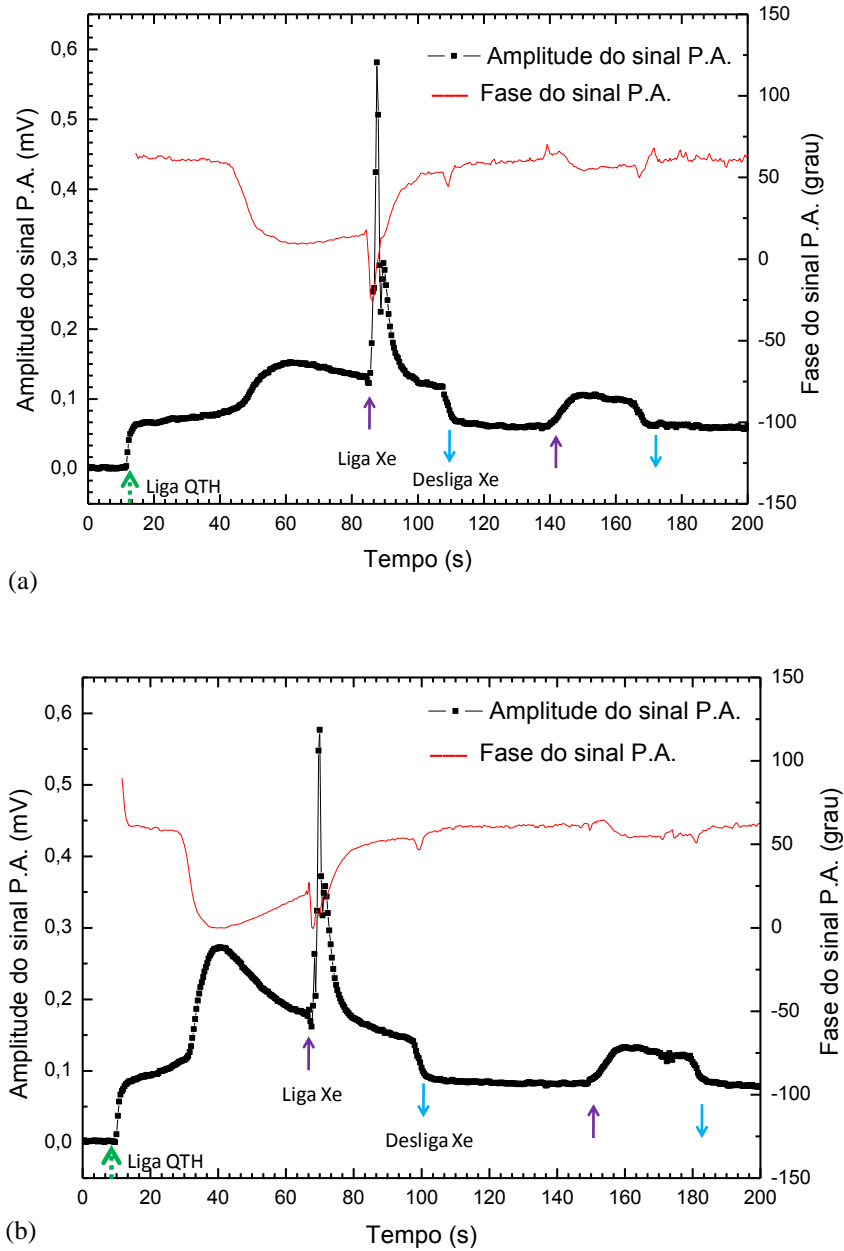 Amplitude do sinal P.A.
Fase do sinal P.A.
Amplitude do sinal P.A. (mV)
0,6
0,5
0,4
0,3
0,2
0,1
0,0
Fase do sinal P.A. (grau)
150
100
50
0
-50
-100
-150
Liga QTH
Liga Xe
Desliga Xe
0 20 40 60 80 100 120 140 160 180 200
Tempo (s)
(a)
Amplitude do sinal P.A.
Fase do sinal P.A.
Amplitude do sinal P.A. (mV)
0,6
0,5
0,4
0,3
0,2
0,1
0,0
Fase do sinal P.A. (grau)
150
100
50
0
-50
-100
-150
Liga QTH
Liga Xe
Desliga Xe
0 20 40 60 80 100 120 140 160 180 200
Tempo (s)
(b)